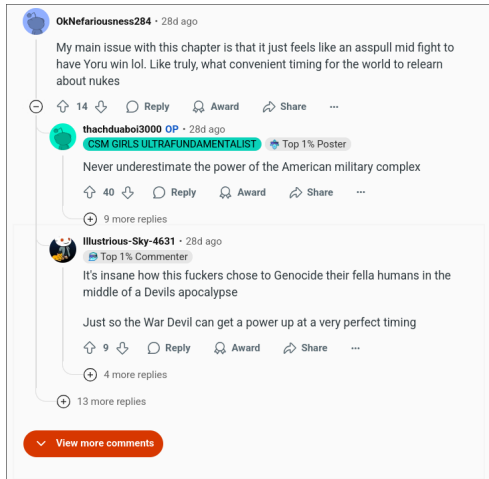 OkNefariousness284 • 28d ago
My main issue with this chapter is that it just feels like an asspull mid fight to
have Yoru win lol. Like truly, what convenient timing for the world to relearn
about nukes
14 Reply Award Share ...
thachduaboi3000 OP • 28d ago
CSM GIRLS ULTRAFUNDAMENTALIST Top 1% Poster
Never underestimate the power of the American military complex
40 Reply Award Share ...
9 more replies
Illustrious-Sky-4631 • 28d ago
Top 1% Commenter
It's insane how this fuckers chose to Genocide their fella humans in the
middle of a Devils apocalypse
Just so the War Devil can get a power up at a very perfect timing
9 Reply Award Share ...
4 more replies
13 more replies
View more comments